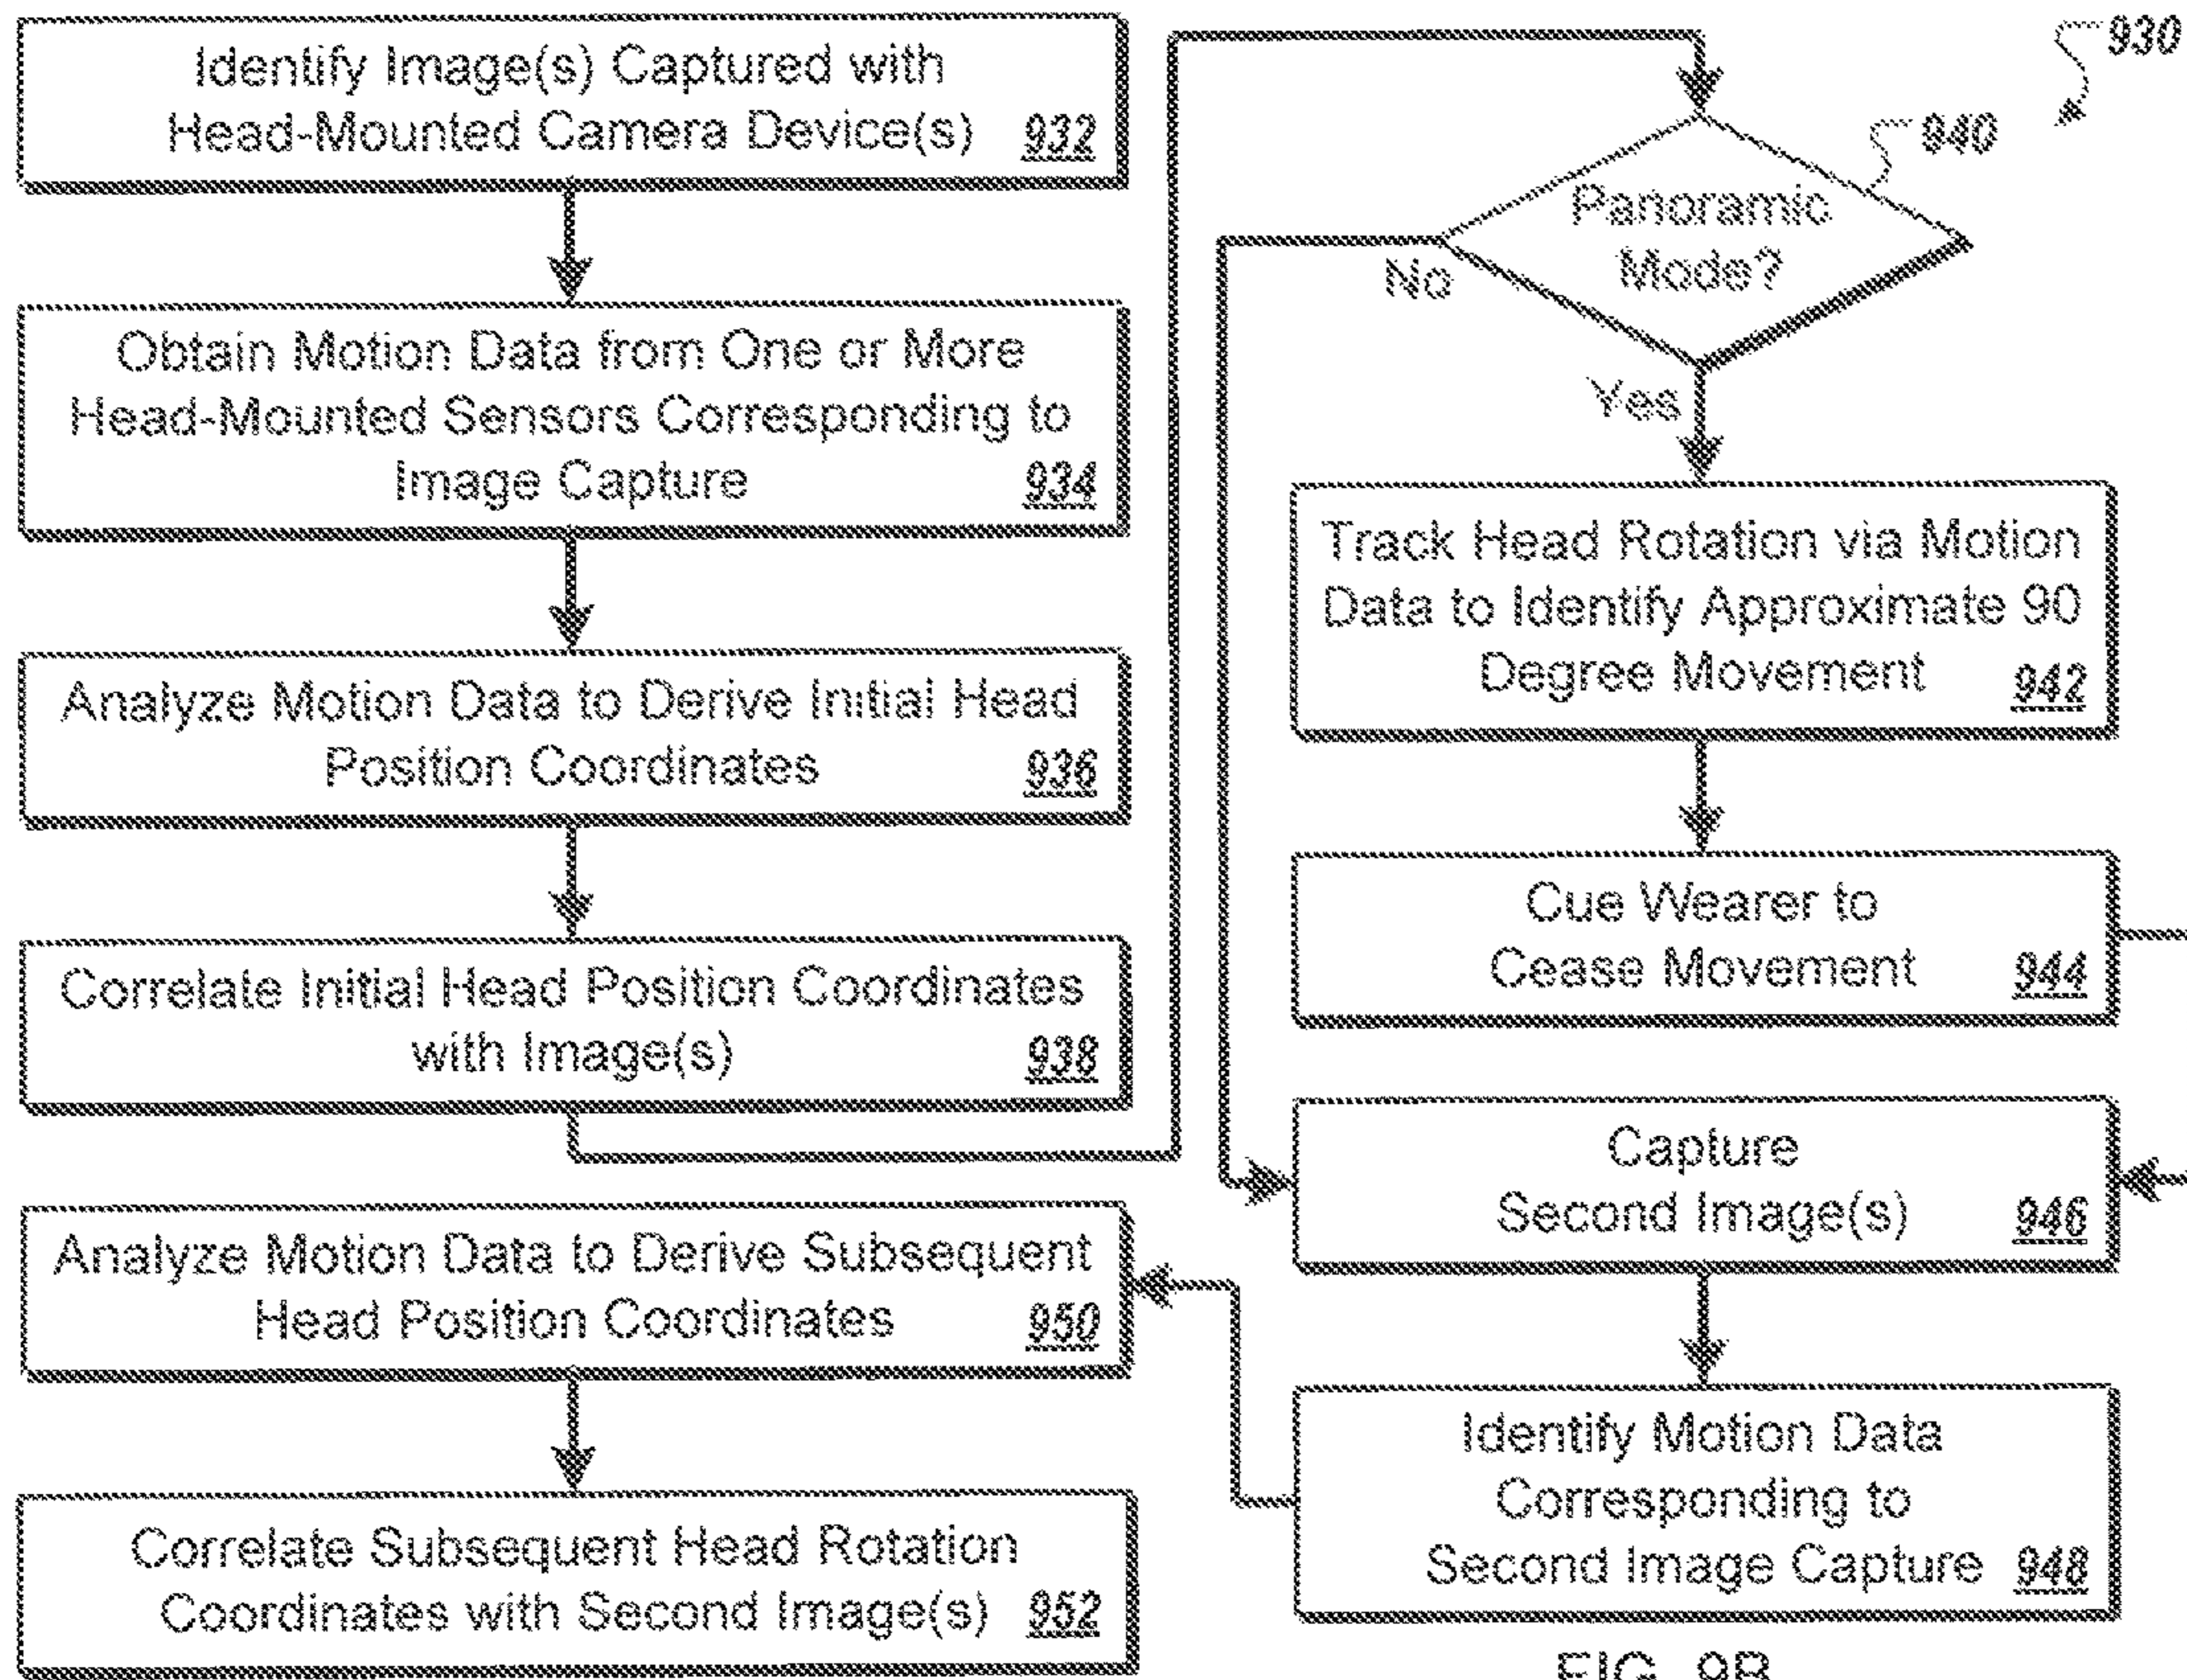 Identify Image(s) Captured with
Head-Mounted Camera Device(s) 932
Obtain Motion Data from One or More
Head-Mounted Sensors Corresponding to
Image Capture 934
Analyze Motion Data to Derive Initial Head
Position Coordinates 936
Correlate Initial Head Position Coordinates
with Image(s) 938
930
940
Panoramic
Mode?
No
Yes
Track Head Rotation via Motion
Data to Identify Approximate 90
Degree Movement 942
Cue Wearer to
Cease Movement 944
Capture
Second Image(s) 946
Identify Motion Data
Corresponding to
Second Image Capture 948
Analyze Motion Data to Derive Subsequent
Head Position Coordinates 950
Correlate Subsequent Head Rotation
Coordinates with Second Image(s) 952
FIG. 9B